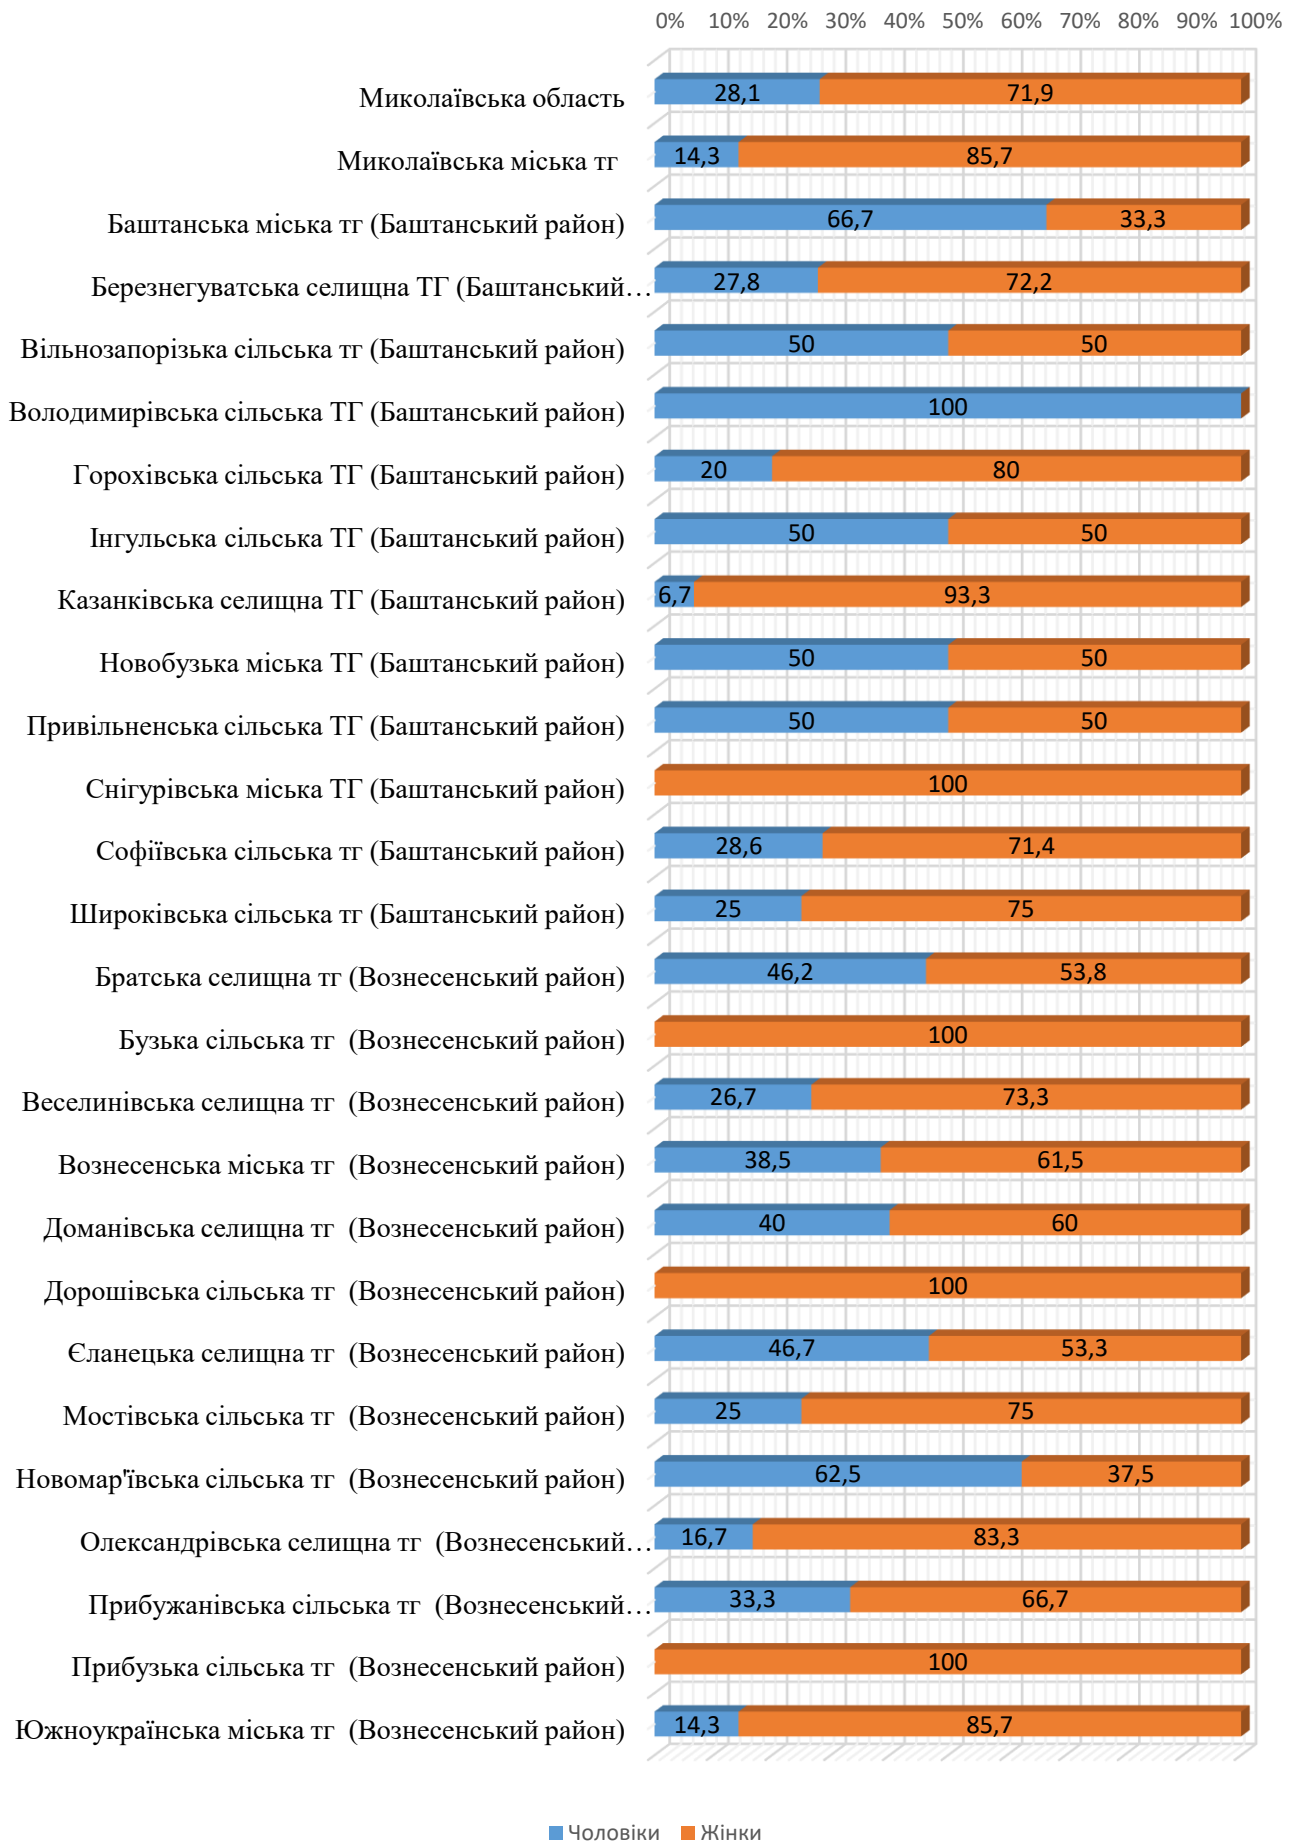 0% 10% 20% 30% 40% 50% 60% 70% 80% 90% 100%
Миколаївська область 28,1 71,9
Миколаївська міська тг 14,3 85,7
Баштанська міська тг (Баштанський район) 66,7 33,3
Березнегуватська селищна ТГ (Баштанський… 27,8 72,2
Вільнозапорізька сільська тг (Баштанський район) 50 50
Володимирівська сільська ТГ (Баштанський район) 100
Горохівська сільська ТГ (Баштанський район) 20 80
Інгульська сільська ТГ (Баштанський район) 50 50
Казанківська селищна ТГ (Баштанський район) 6,7 93,3
Новобузька міська ТГ (Баштанський район) 50 50
Привільненська сільська ТГ (Баштанський район) 50 50
Снігурівська міська ТГ (Баштанський район) 100
Софіївська сільська тг (Баштанський район) 28,6 71,4
Широківська сільська тг (Баштанський район) 25 75
Братська селищна тг (Вознесенський район) 46,2 53,8
Бузька сільська тг (Вознесенський район) 100
Веселинівська селищна тг (Вознесенський район) 26,7 73,3
Вознесенська міська тг (Вознесенський район) 38,5 61,5
Доманівська селищна тг (Вознесенський район) 40 60
Дорошівська сільська тг (Вознесенський район) 100
Єланецька селищна тг (Вознесенський район) 46,7 53,3
Мостівська сільська тг (Вознесенський район) 25 75
Новомар'ївська сільська тг (Вознесенський район) 62,5 37,5
Олександрівська селищна тг (Вознесенський… 16,7 83,3
Прибужанівська сільська тг (Вознесенський… 33,3 66,7
Прибузька сільська тг (Вознесенський район) 100
Южноукраїнська міська тг (Вознесенський район) 14,3 85,7
Чоловіки Жінки